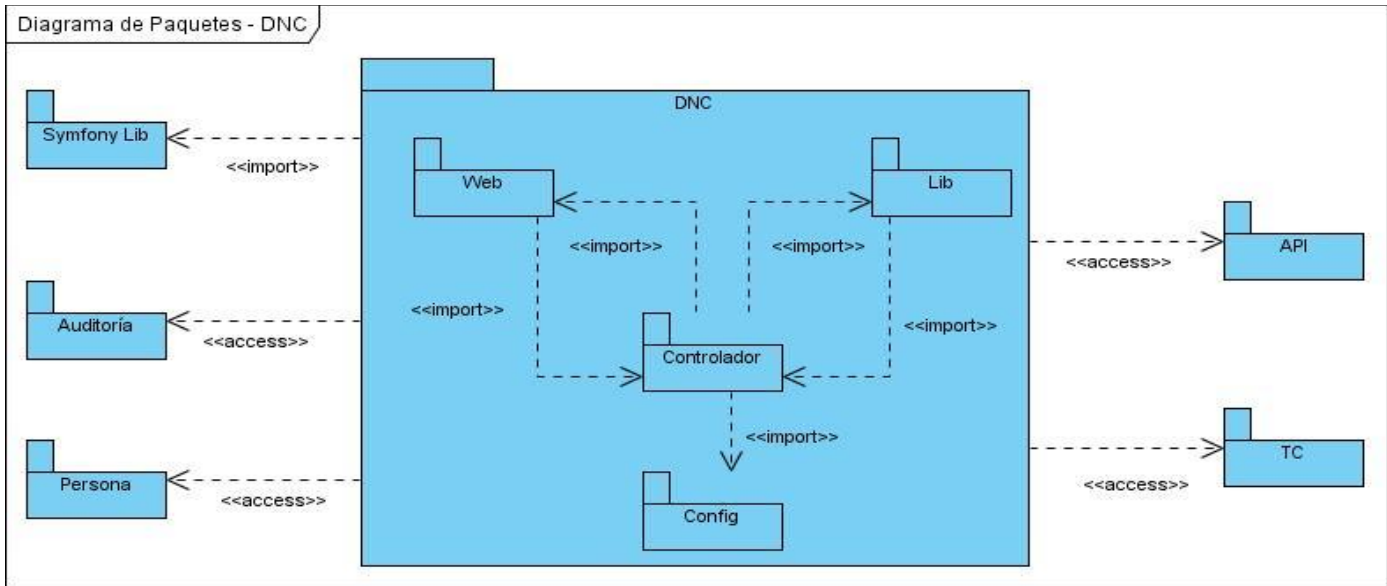 Diagrama de Paquetes - DNC
DNC
Symfony Lib
<<import>>
Web
Lib
<<import>>
<<import>>
API
<<access>>
Auditoría
<<access>>
<<import>>
<<import>>
Controlador
<<import>>
TC
<<access>>
Persona
<<access>>
Config